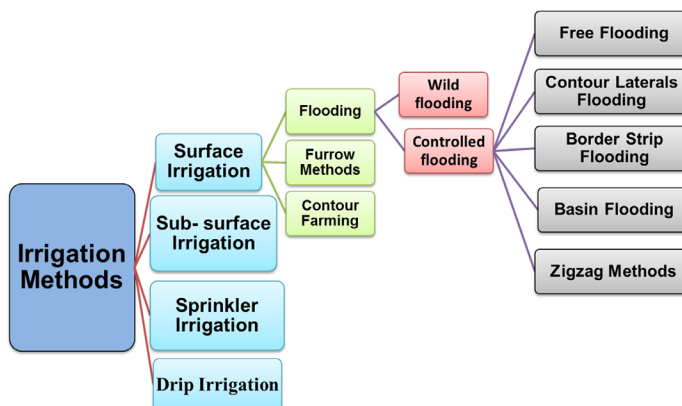 Irrigation
Methods
Surface
Irrigation
Sub- surface
Irrigation
Sprinkler
Irrigation
Drip Irrigation
Flooding
Furrow
Methods
Contour
Farming
Wild
flooding
Controlled
flooding
Free Flooding
Contour Laterals
Flooding
Border Strip
Flooding
Basin Flooding
Zigzag Methods